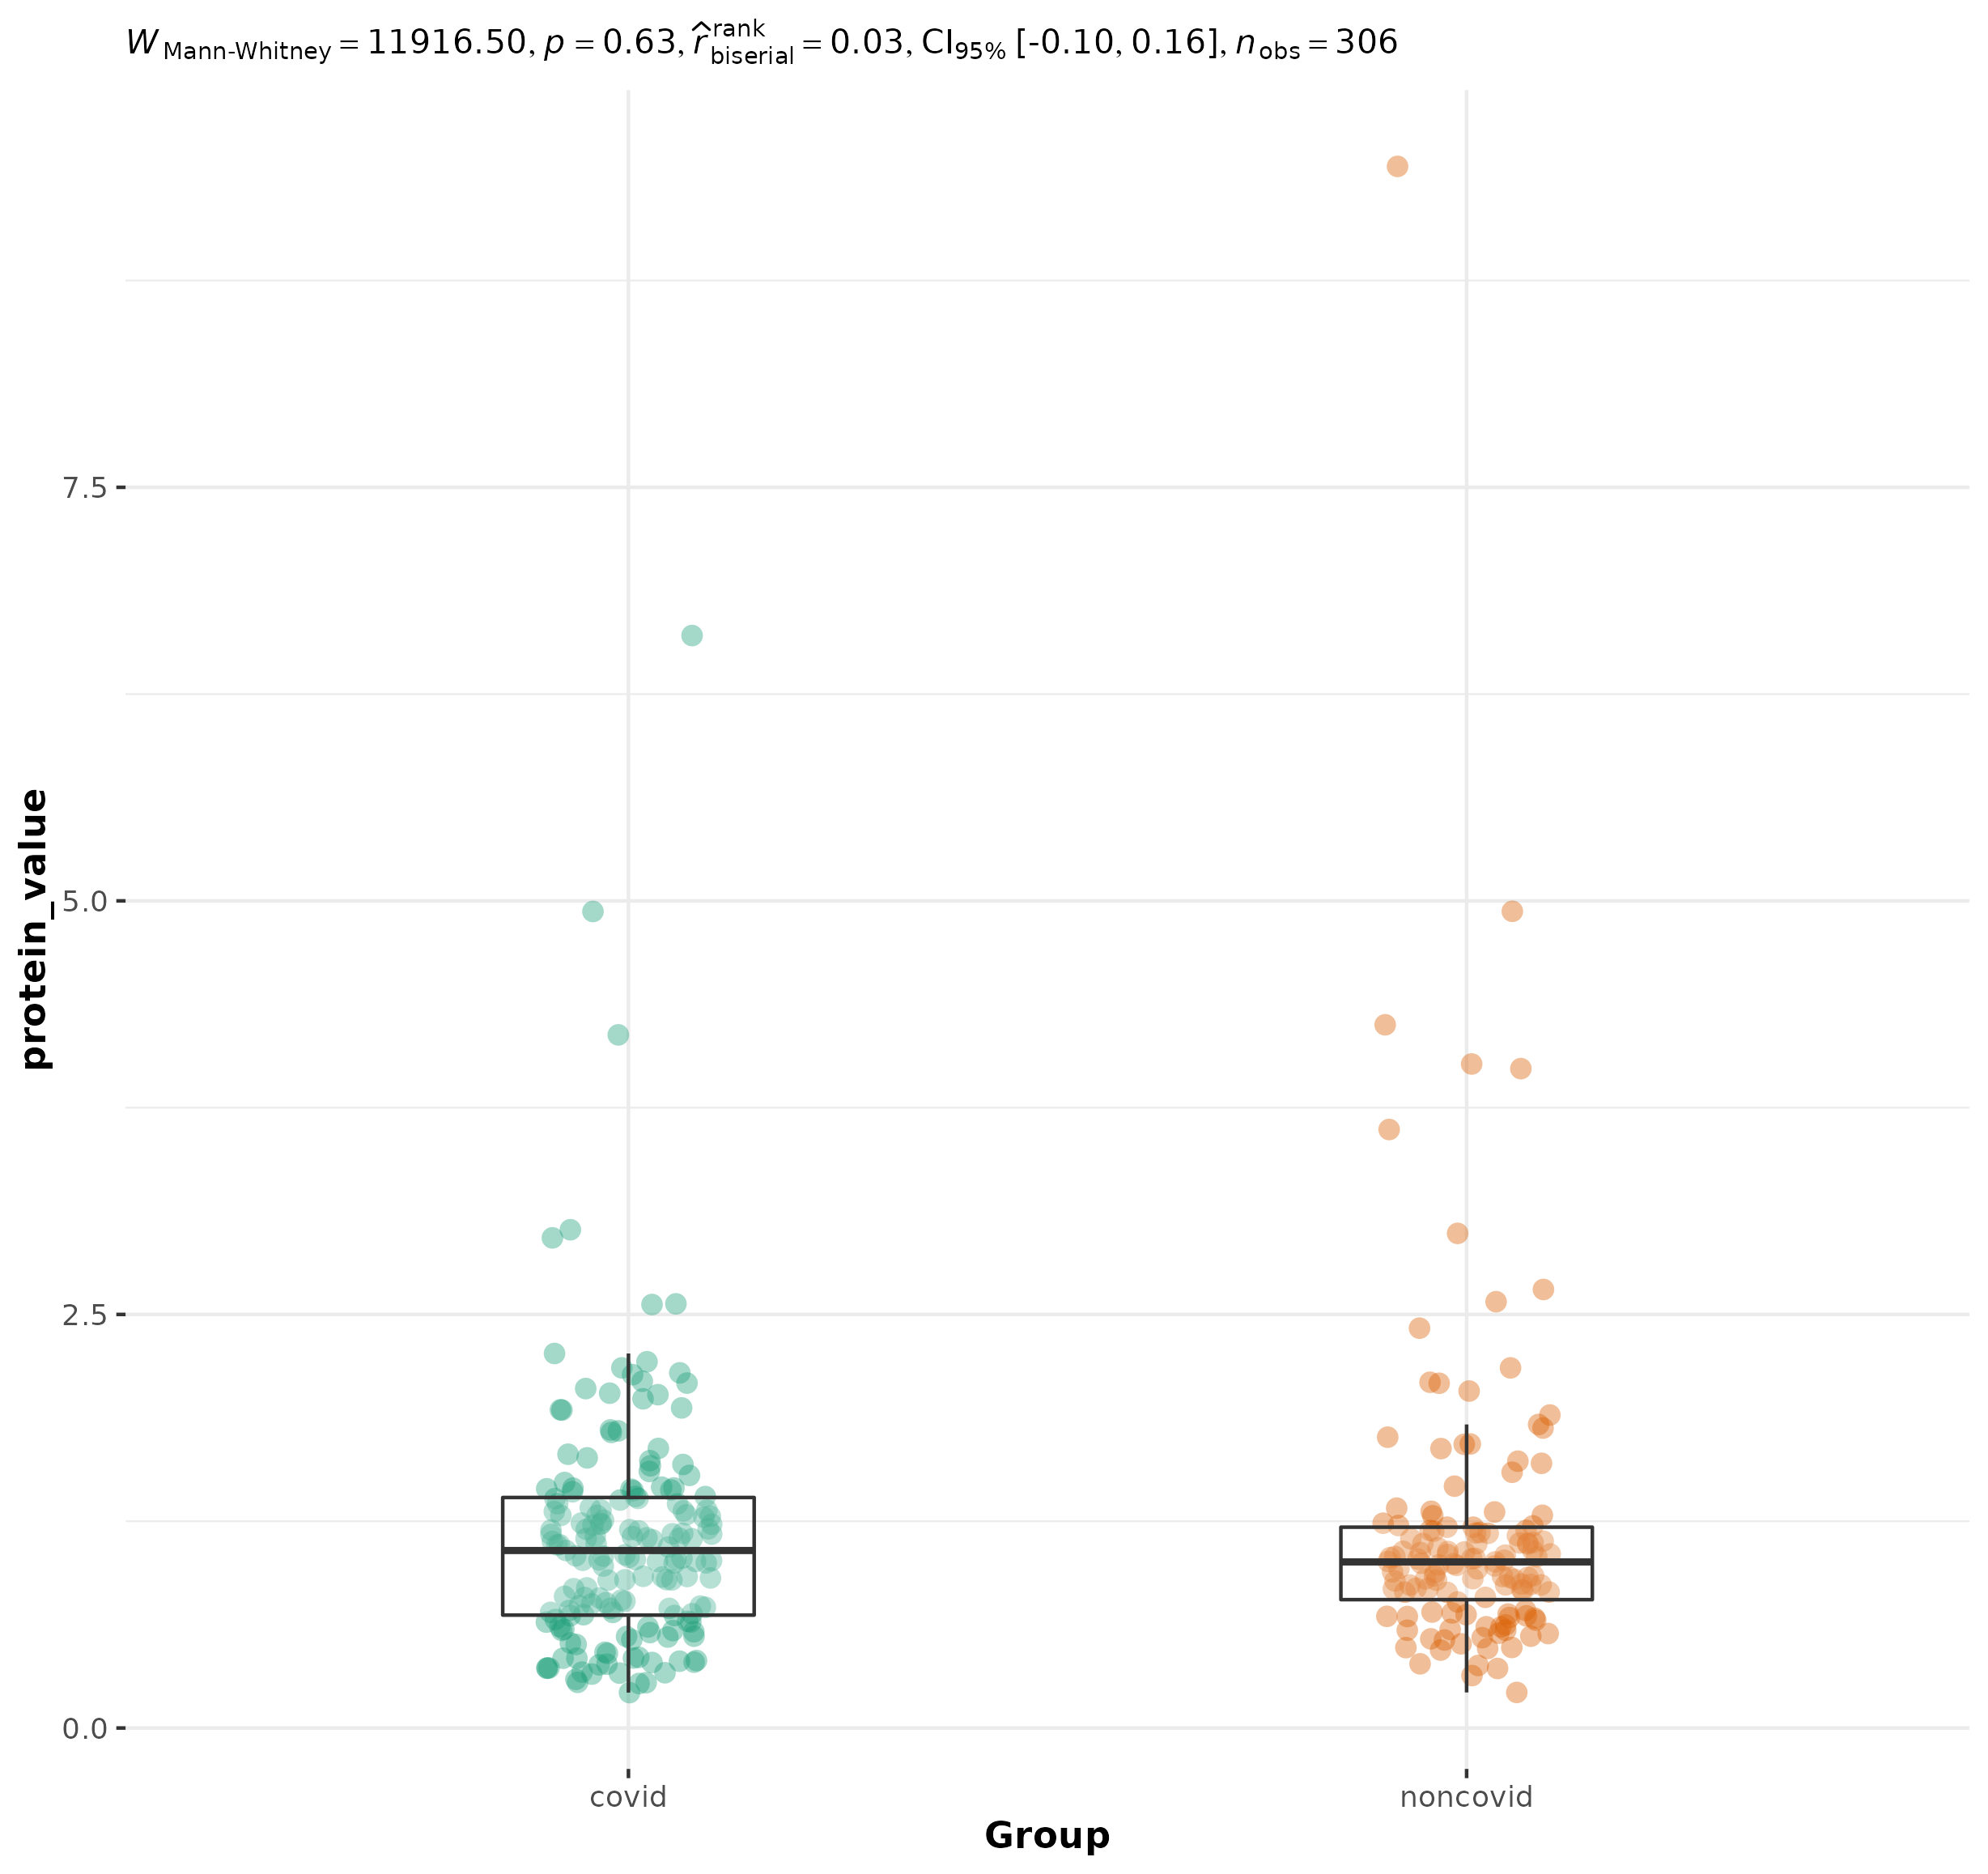 W Mann-Whitney = 11916.50, p = 0.63, r̂ rank biserial = 0.03, CI95% [-0.10, 0.16], nobs = 306
protein_value
7.5
5.0
2.5
0.0
covid noncovid
Group